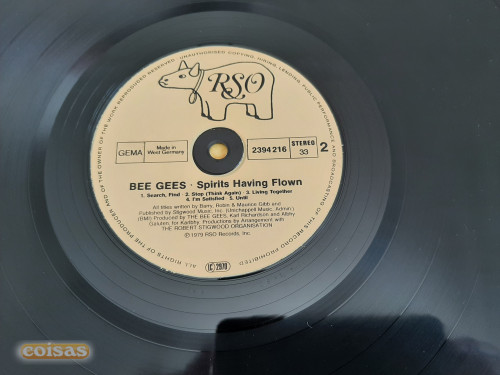 UNAUTHORISED COPYING, HIRING, LENDING, PUBLIC PERFORMANCE AND BROADCASTING OF THIS RECORD PROHIBITED
ALL RIGHTS OF THE PRODUCER AND OF THE OWNER OF THE WORK REPRODUCED RESERVED
RSO
GEMA
Made in
West Germany
2394 216
STEREO
33
2
BEE GEES · Spirits Having Flown
1. Search, Find · 2. Stop (Think Again) · 3. Living Together
4. I'm Satisfied · 5. Until
All titles written by Barry, Robin & Maurice Gibb and
Published by Stigwood Music, Inc. (Unichappell Music, Admin.)
(BMI) Produced by THE BEE GEES, Karl Richardson and Albhy
Galuten, for Karlbhy Productions by Arrangement with
THE ROBERT STIGWOOD ORGANISATION
℗1979 RSO Records, Inc.
LC 2970
coisas